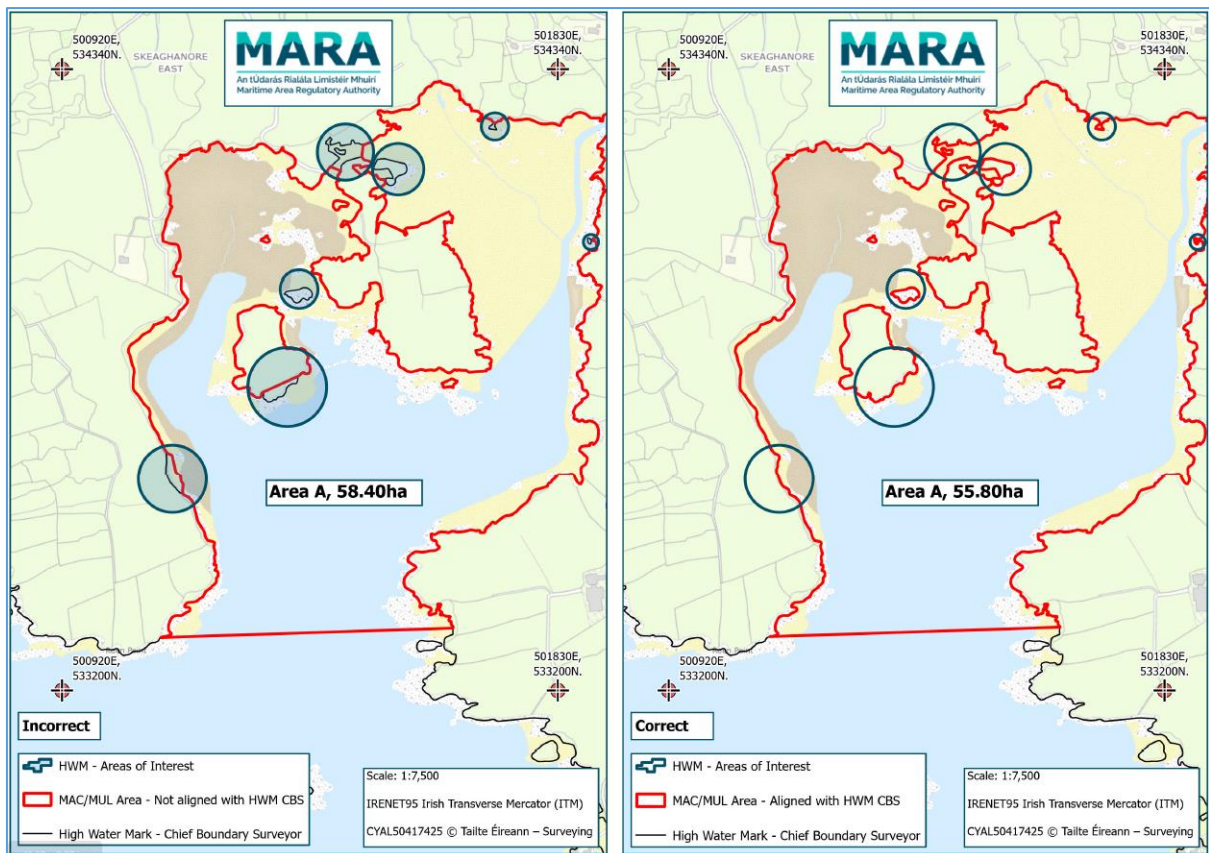 500920E,
534340N.
SKEAGHANORE
EAST
MARA
An tÚdarás Rialála Limistéir Mhuirí
Maritime Area Regulatory Authority
501830E,
534340N.
Area A, 58.40ha
500920E,
533200N.
501830E,
533200N.
Incorrect
HWM - Areas of Interest
MAC/MUL Area - Not aligned with HWM CBS
High Water Mark - Chief Boundary Surveyor
Scale: 1:7,500
IRENET95 Irish Transverse Mercator (ITM)
CYAL50417425 © Tailte Éireann – Surveying
500920E,
534340N.
SKEAGHANORE
EAST
MARA
An tÚdarás Rialála Limistéir Mhuirí
Maritime Area Regulatory Authority
501830E,
534340N.
Area A, 55.80ha
500920E,
533200N.
501830E,
533200N.
Correct
HWM - Areas of Interest
MAC/MUL Area - Aligned with HWM CBS
High Water Mark - Chief Boundary Surveyor
Scale: 1:7,500
IRENET95 Irish Transverse Mercator (ITM)
CYAL50417425 © Tailte Éireann – Surveying